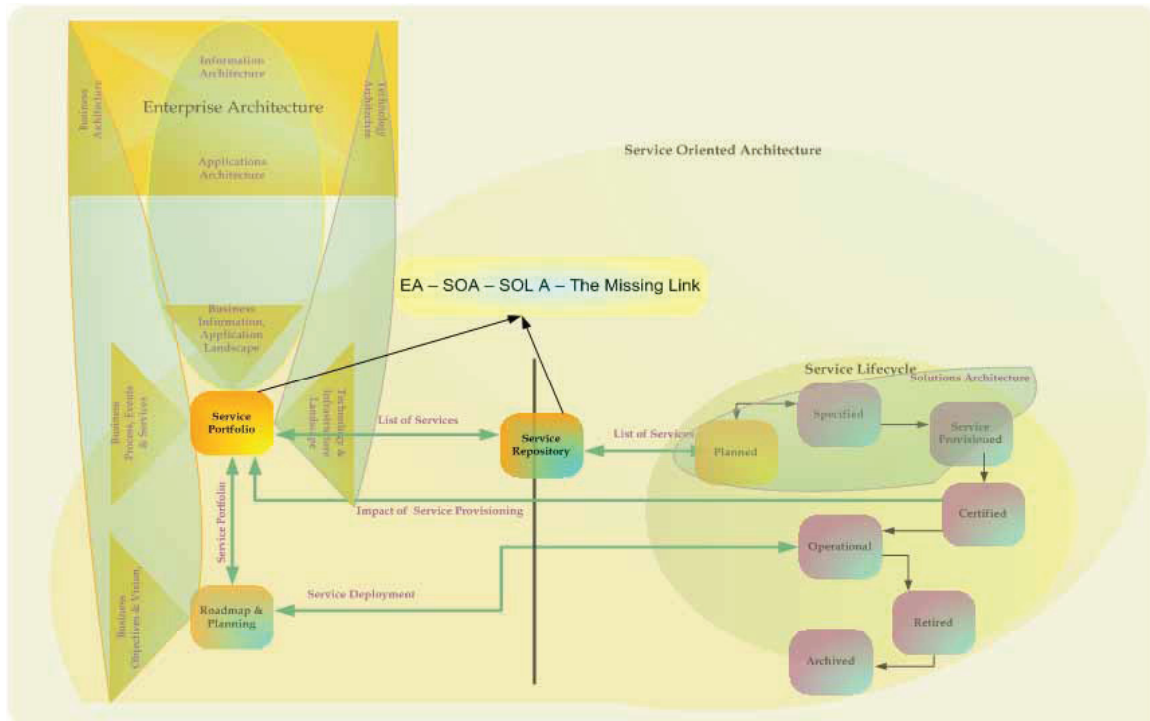 Information
Architecture
Enterprise Architecture
Applications
Architecture
Business
Architecture
Technology
Architecture
Service Oriented Architecture
EA – SOA – SOL A – The Missing Link
Business
Information,
Application
Landscape
Business
Process, Events
& Services
Service
Portfolio
Technology &
Infrastructure
Landscape
List of Services
Service
Repository
List of Services
Service Lifecycle
Solutions Architecture
Specified
Planned
Service
Provisioned
Impact of Service Provisioning
Certified
Service Portfolio
Operational
Business
Objectives & Vision,
Roadmap &
Planning
Service Deployment
Retired
Archived